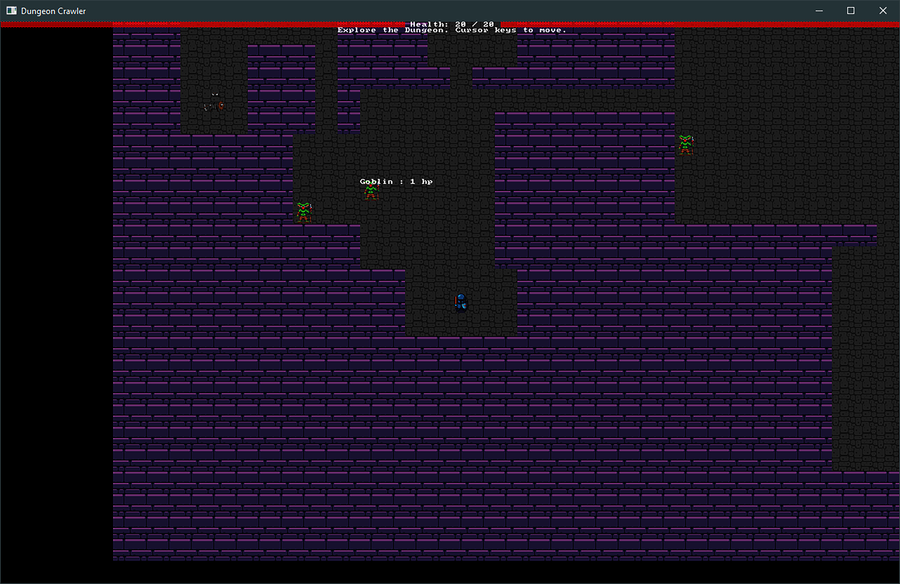 Dungeon Crawler
Health: 20 / 20
Explore the Dungeon. Cursor keys to move.
Goblin : 1 hp